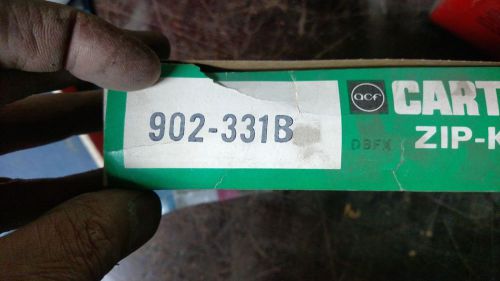 902-331B
acf
CART
DBFX
ZIP-K